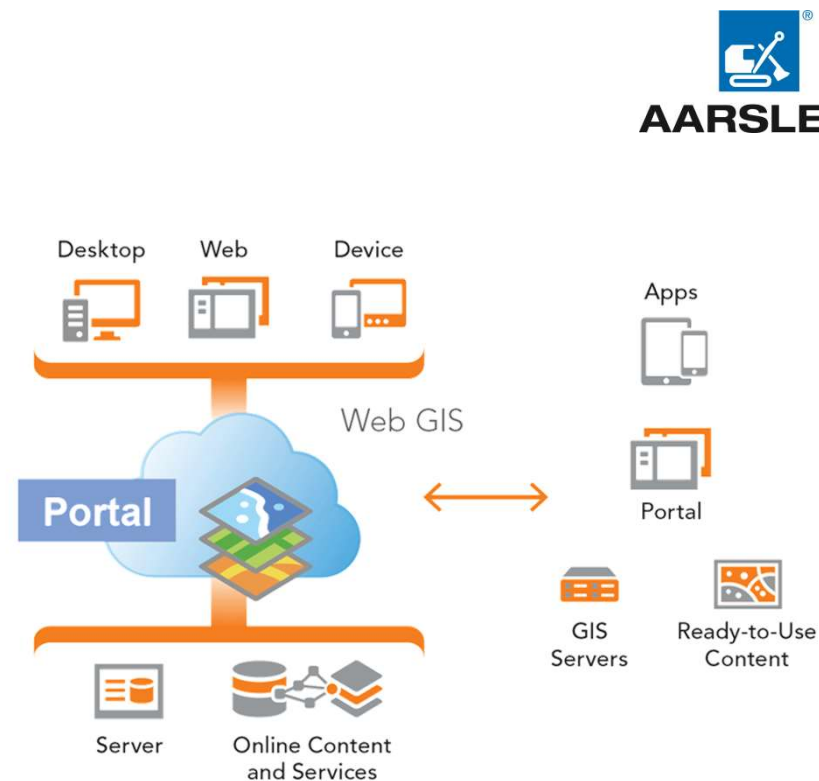 ®
AARSLE
Desktop
Web
Device
Apps
Web GIS
Portal
Portal
GIS
Servers
Ready-to-Use
Content
Server
Online Content
and Services